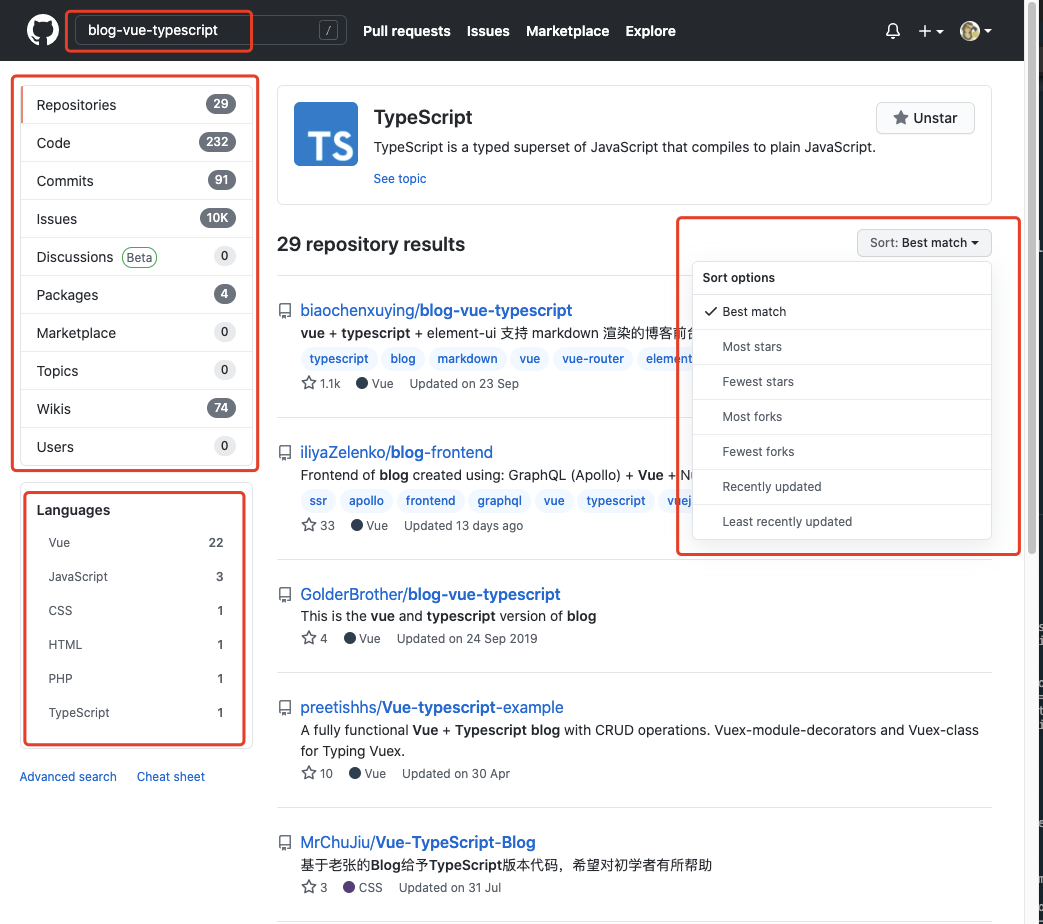 blog-vue-typescript
/
Pull requests Issues Marketplace Explore
Repositories 29
Code 232
Commits 91
Issues 10K
Discussions Beta 0
Packages 4
Marketplace 0
Topics 0
Wikis 74
Users 0
Languages
Vue 22
JavaScript 3
CSS 1
HTML 1
PHP 1
TypeScript 1
Advanced search Cheat sheet
TS
TypeScript
Unstar
TypeScript is a typed superset of JavaScript that compiles to plain JavaScript.
See topic
29 repository results
Sort: Best match
Sort options
Best match
Most stars
Fewest stars
Most forks
Fewest forks
Recently updated
Least recently updated
biaochenxuying/blog-vue-typescript
vue + typescript + element-ui 支持 markdown 渲染的博客前台
typescript blog markdown vue vue-router element
1.1k Vue Updated on 23 Sep
iliyaZelenko/blog-frontend
Frontend of blog created using: GraphQL (Apollo) + Vue + Nu
ssr apollo frontend graphql vue typescript vuej
33 Vue Updated 13 days ago
GolderBrother/blog-vue-typescript
This is the vue and typescript version of blog
4 Vue Updated on 24 Sep 2019
preetishhs/Vue-typescript-example
A fully functional Vue + Typescript blog with CRUD operations. Vuex-module-decorators and Vuex-class
for Typing Vuex.
10 Vue Updated on 30 Apr
MrChuJiu/Vue-TypeScript-Blog
基于老张的Blog给予TypeScript版本代码，希望对初学者有所帮助
3 CSS Updated on 31 Jul